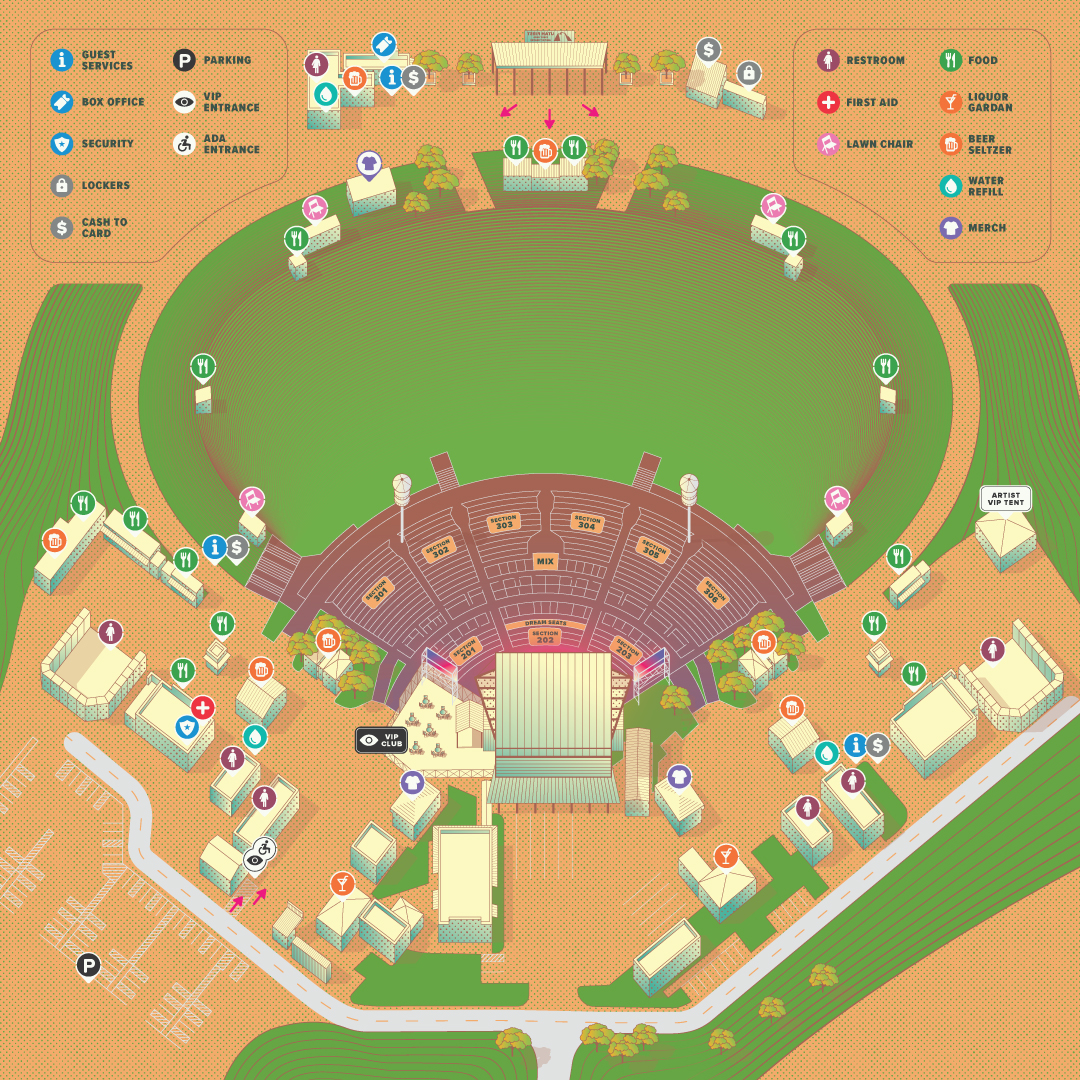 GUEST
SERVICES
BOX OFFICE
SECURITY
LOCKERS
CASH TO
CARD
P
PARKING
VIP
ENTRANCE
ADA
ENTRANCE
RESTROOM
FIRST AID
LAWN CHAIR
FOOD
LIQUOR
GARDAN
BEER
SELTZER
WATER
REFILL
MERCH
ARTIST
VIP TENT
SECTION
303
SECTION
304
SECTION
302
SECTION
305
MIX
SECTION
301
SECTION
306
DREAM SEATS
SECTION
201
SECTION
202
SECTION
203
VIP
CLUB
P